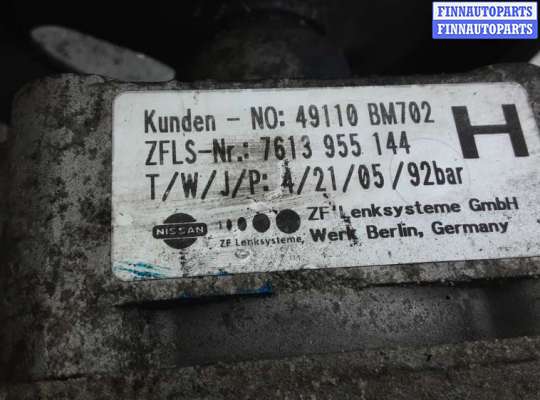 FINNAUTOPARTS
FINNAUTOPARTS
Kunden - NO: 49110 BM702
H
ZFLS-Nr.: 7613 955 144
T/W/J/P: 4/21/05/92bar
NISSAN
ZF Lenksysteme GmbH
ZF Lenksysteme, Werk Berlin, Germany